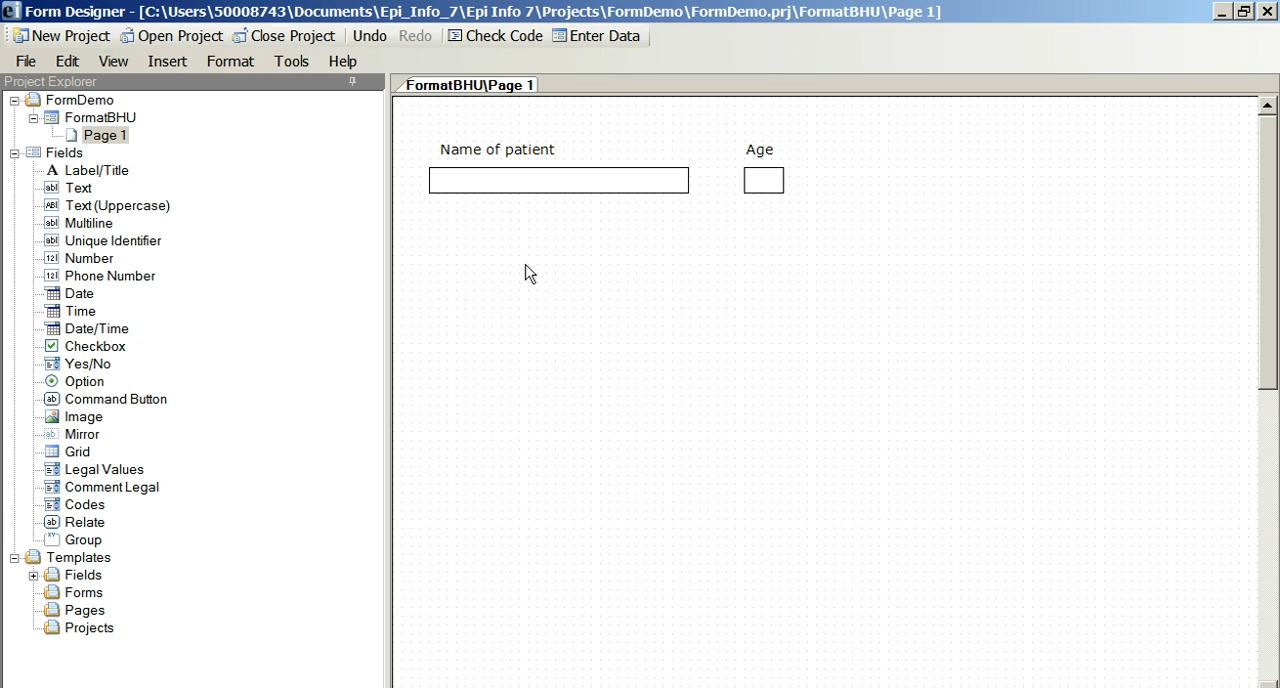 Form Designer - [C:\Users\50008743\Documents\Epi_Info_7\Epi Info 7\Projects\FormDemo\FormDemo.prj\FormatBHU\Page 1]
New Project Open Project Close Project Undo Redo Check Code Enter Data
File Edit View Insert Format Tools Help
Project Explorer
FormDemo
FormatBHU
Page 1
Fields
Label/Title
Text
Text (Uppercase)
Multiline
Unique Identifier
Number
Phone Number
Date
Time
Date/Time
Checkbox
Yes/No
Option
Command Button
Image
Mirror
Grid
Legal Values
Comment Legal
Codes
Relate
Group
Templates
Fields
Forms
Pages
Projects
FormatBHU\Page 1
Name of patient Age